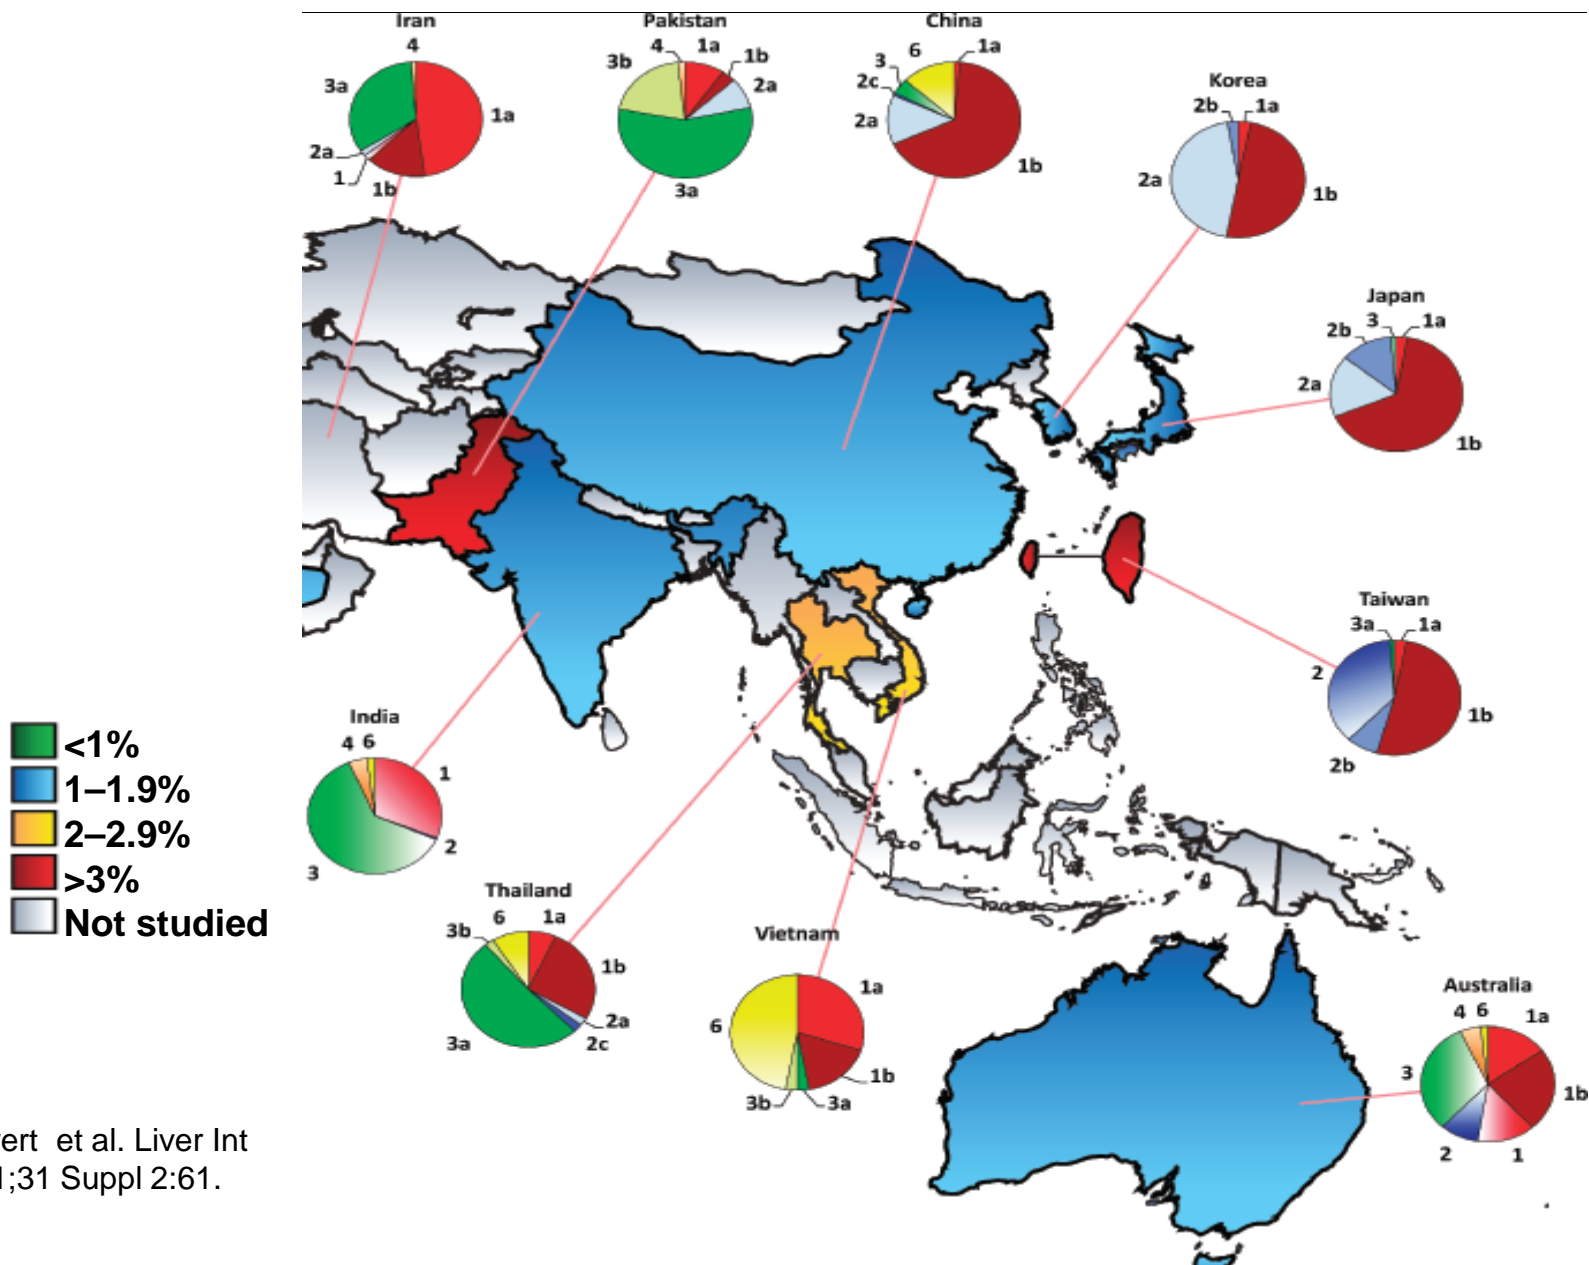 Iran
4
3a
1a
2a
1
1b
Pakistan
4
1a
1b
3b
2a
3a
China
6
1a
3
2c
2a
1b
Korea
2b
1a
2a
1b
Japan
3
1a
2b
2a
1b
Taiwan
3a
1a
2
1b
2b
India
4 6
1
2
3
<1%
1–1.9%
2–2.9%
>3%
Not studied
Thailand
6
1a
3b
1b
2a
2c
3a
Vietnam
1a
6
1b
3b
3a
Australia
4 6
1a
3
1b
2
1
ert et al. Liver Int
;31 Suppl 2:61.